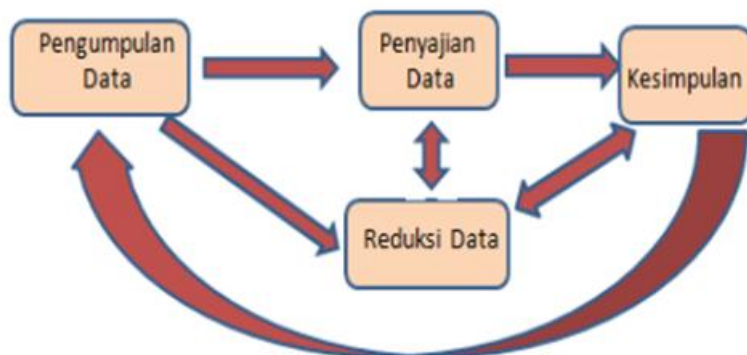 Pengumpulan
Data
Penyajian
Data
Kesimpulan
Reduksi Data